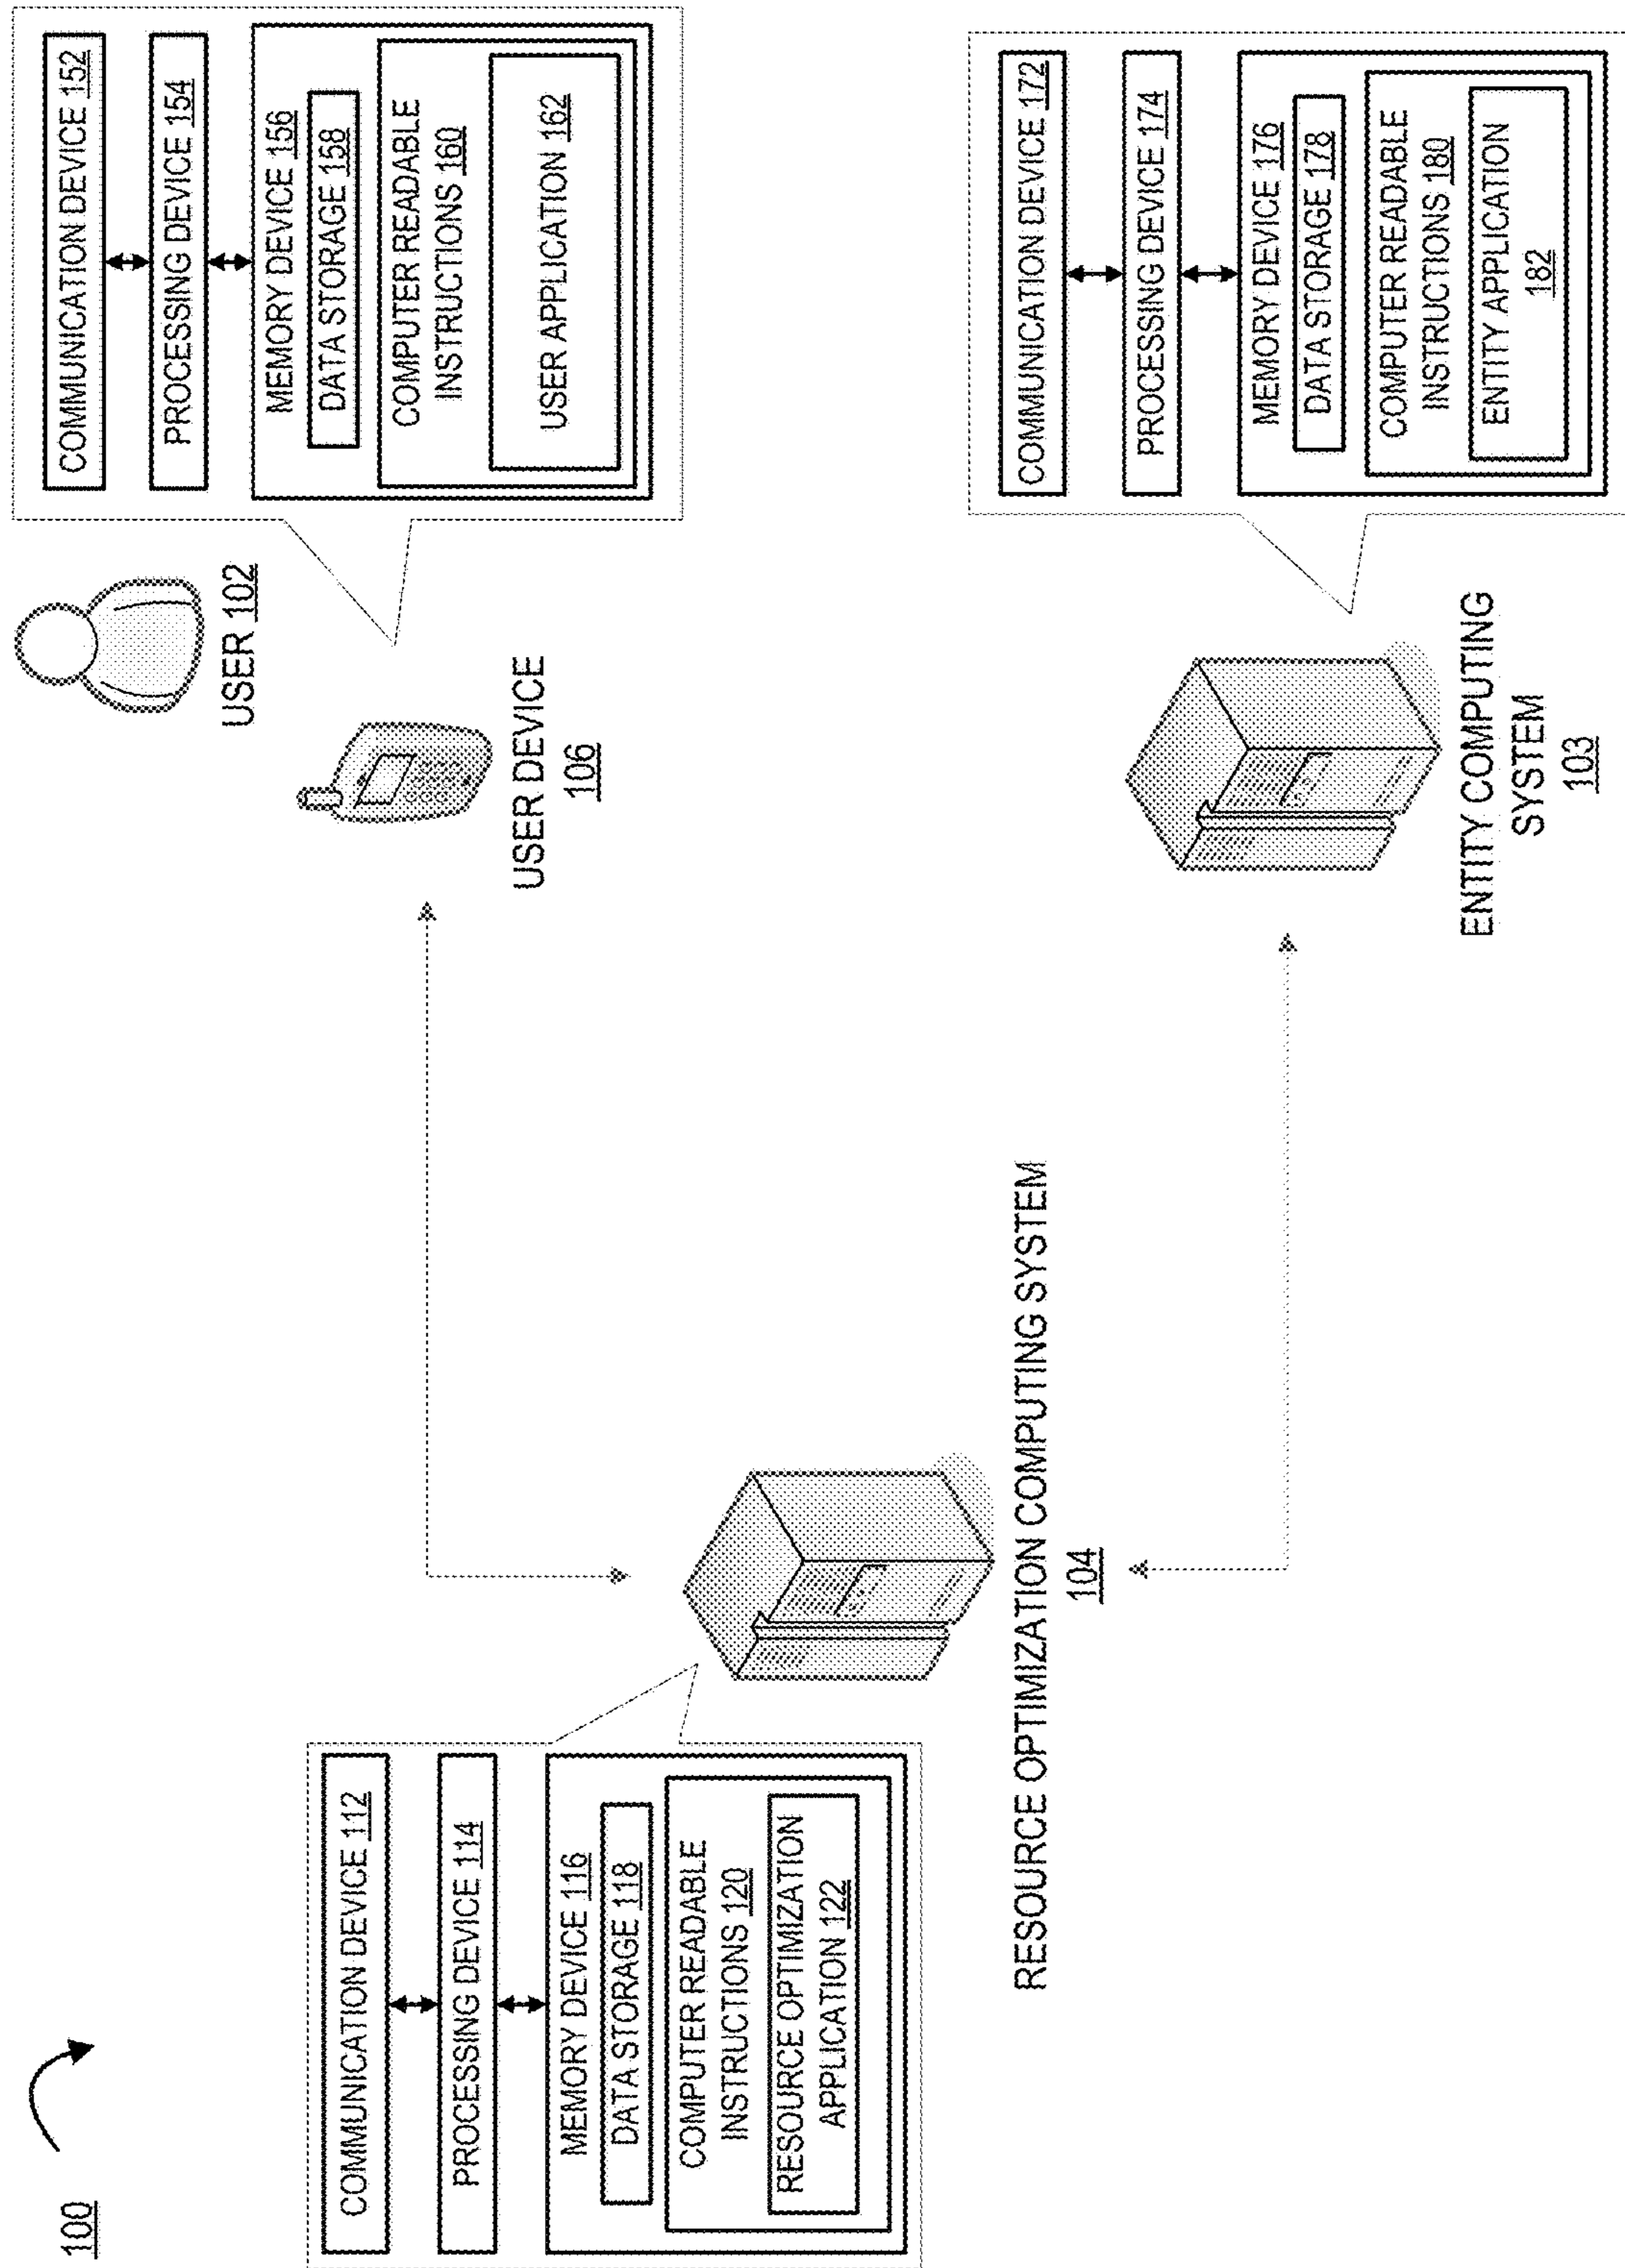 100
COMMUNICATION DEVICE 112
PROCESSING DEVICE 114
MEMORY DEVICE 116
DATA STORAGE 118
COMPUTER READABLE
INSTRUCTIONS 120
RESOURCE OPTIMIZATION
APPLICATION 122
RESOURCE OPTIMIZATION COMPUTING SYSTEM
104
USER 102
USER DEVICE
106
COMMUNICATION DEVICE 152
PROCESSING DEVICE 154
MEMORY DEVICE 156
DATA STORAGE 158
COMPUTER READABLE
INSTRUCTIONS 160
USER APPLICATION 162
ENTITY COMPUTING
SYSTEM
103
COMMUNICATION DEVICE 172
PROCESSING DEVICE 174
MEMORY DEVICE 176
DATA STORAGE 178
COMPUTER READABLE
INSTRUCTIONS 180
ENTITY APPLICATION
182